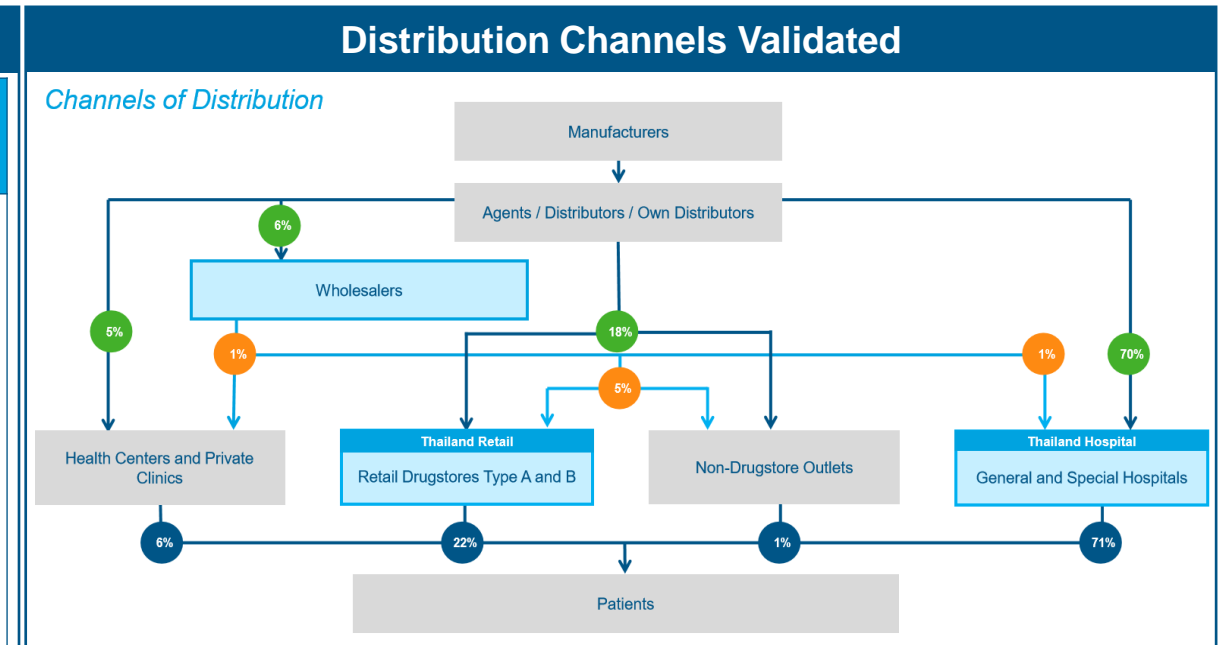 Distribution Channels Validated
Channels of Distribution
Manufacturers
Agents / Distributors / Own Distributors
6%
Wholesalers
5%
18%
1%
1%
70%
5%
Health Centers and Private
Clinics
Thailand Retail
Retail Drugstores Type A and B
Non-Drugstore Outlets
Thailand Hospital
General and Special Hospitals
6%
22%
1%
71%
Patients